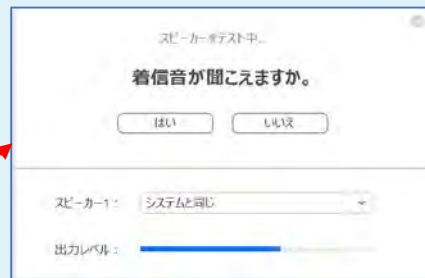 スピーカーをテスト中...
着信音が聞こえますか。
はい
いいえ
スピーカー1： システムと同じ
出力レベル：